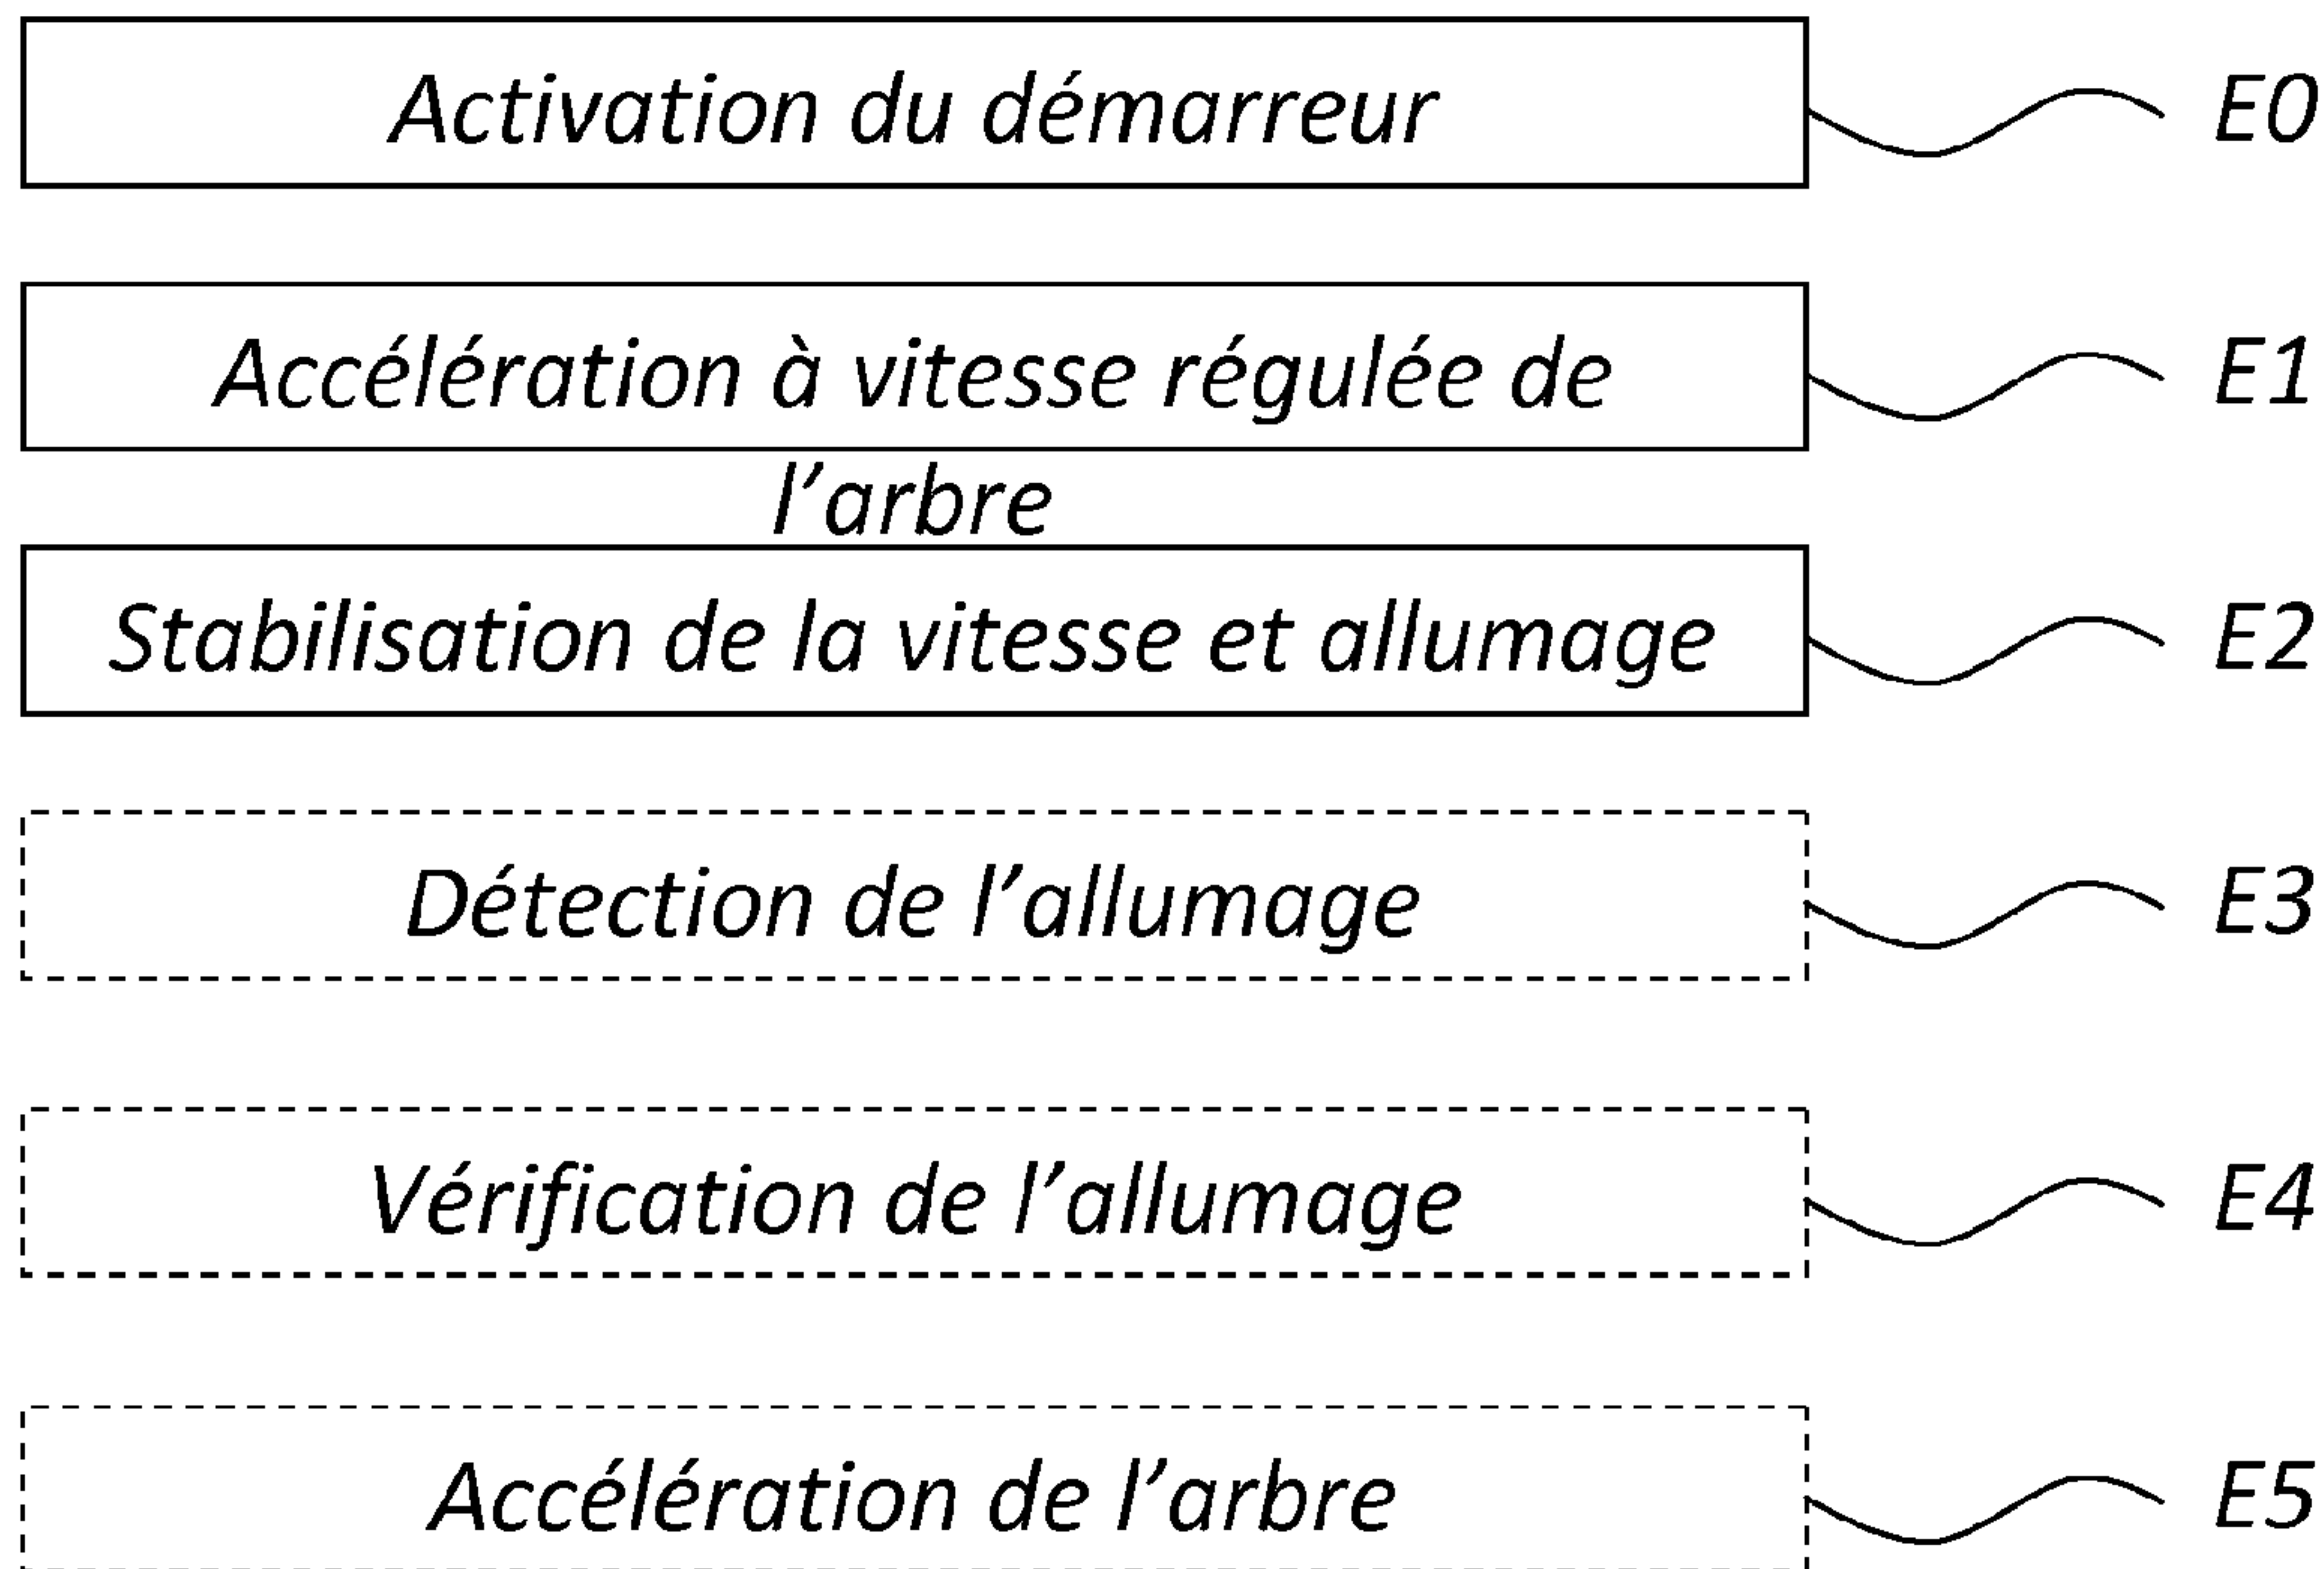 Activation du démarreur E0
Accélération à vitesse régulée de E1
l’arbre
Stabilisation de la vitesse et allumage E2
Détection de l’allumage E3
Vérification de l’allumage E4
Accélération de l’arbre E5